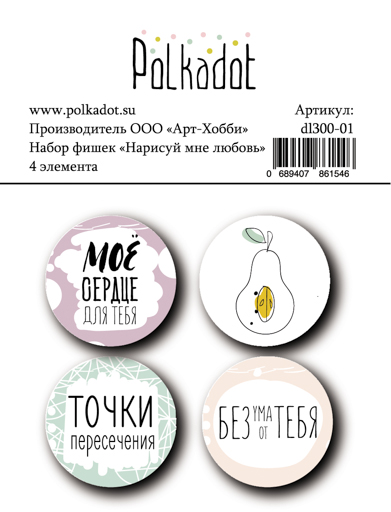 Polkadot
www.polkadot.su
Артикул:
Производитель ООО «Арт-Хобби»
dl300-01
Набор фишек «Нарисуй мне любовь»
4 элемента
0 689407 861546
МОЁ
СЕРДЦЕ
ДЛЯ ТЕБЯ
ТОЧКИ
пересечения
БЕЗ УМА ОТ ТЕБЯ